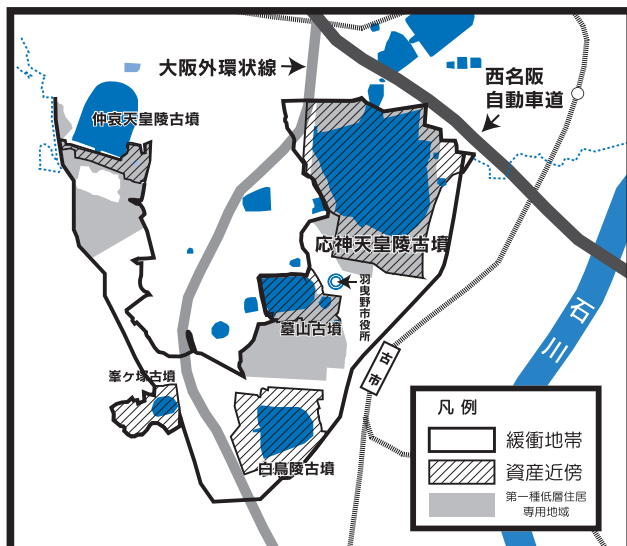 大阪外環状線
西名阪
自動車道
仲哀天皇陵古墳
応神天皇陵古墳
羽曳野市役所
墓山古墳
石川
古市
峯ケ塚古墳
白鳥陵古墳
凡例
緩衝地帯
資産近傍
第一種低層住居
専用地域